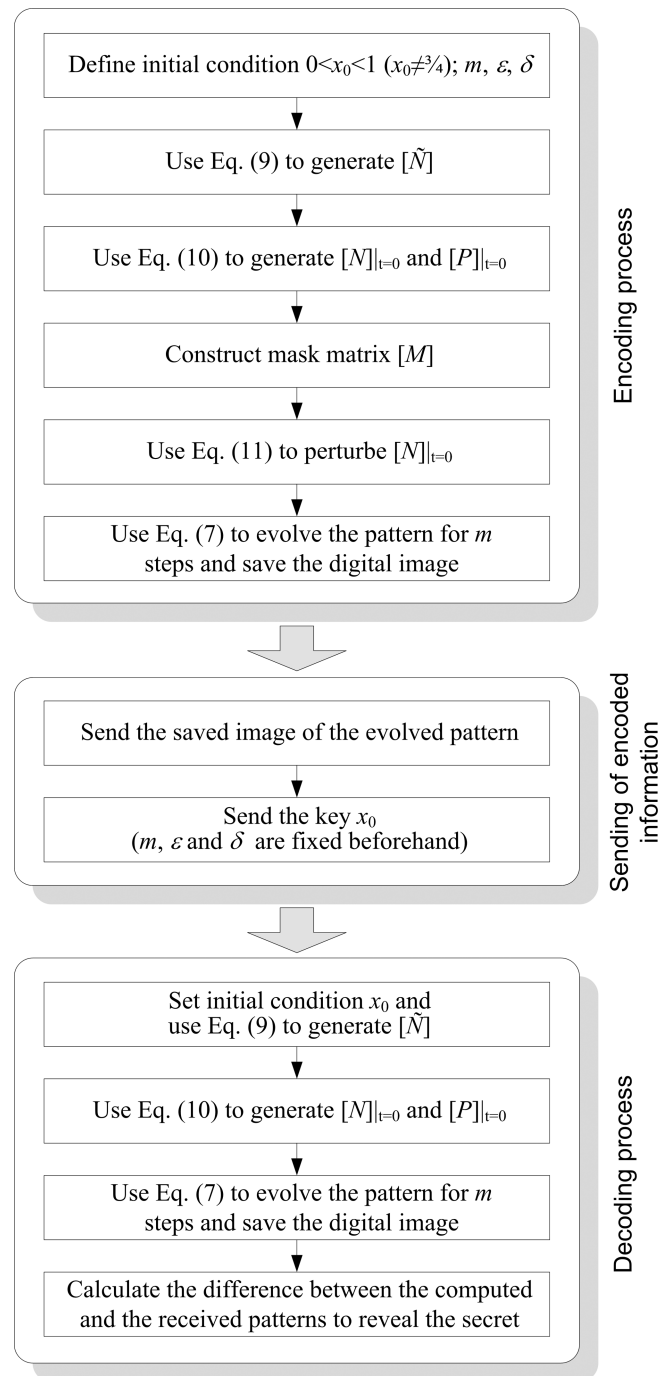 Define initial condition 0<x₀<1 (x₀≠¾); m, ε, δ
Use Eq. (9) to generate [Ñ]
Use Eq. (10) to generate [N]|t=0 and [P]|t=0
Construct mask matrix [M]
Use Eq. (11) to perturbe [N]|t=0
Use Eq. (7) to evolve the pattern for m
steps and save the digital image
Encoding process
Send the saved image of the evolved pattern
Send the key x₀
(m, ε and δ are fixed beforehand)
Sending of encoded
information
Set initial condition x₀ and
use Eq. (9) to generate [Ñ]
Use Eq. (10) to generate [N]|t=0 and [P]|t=0
Use Eq. (7) to evolve the pattern for m
steps and save the digital image
Calculate the difference between the computed
and the received patterns to reveal the secret
Decoding process